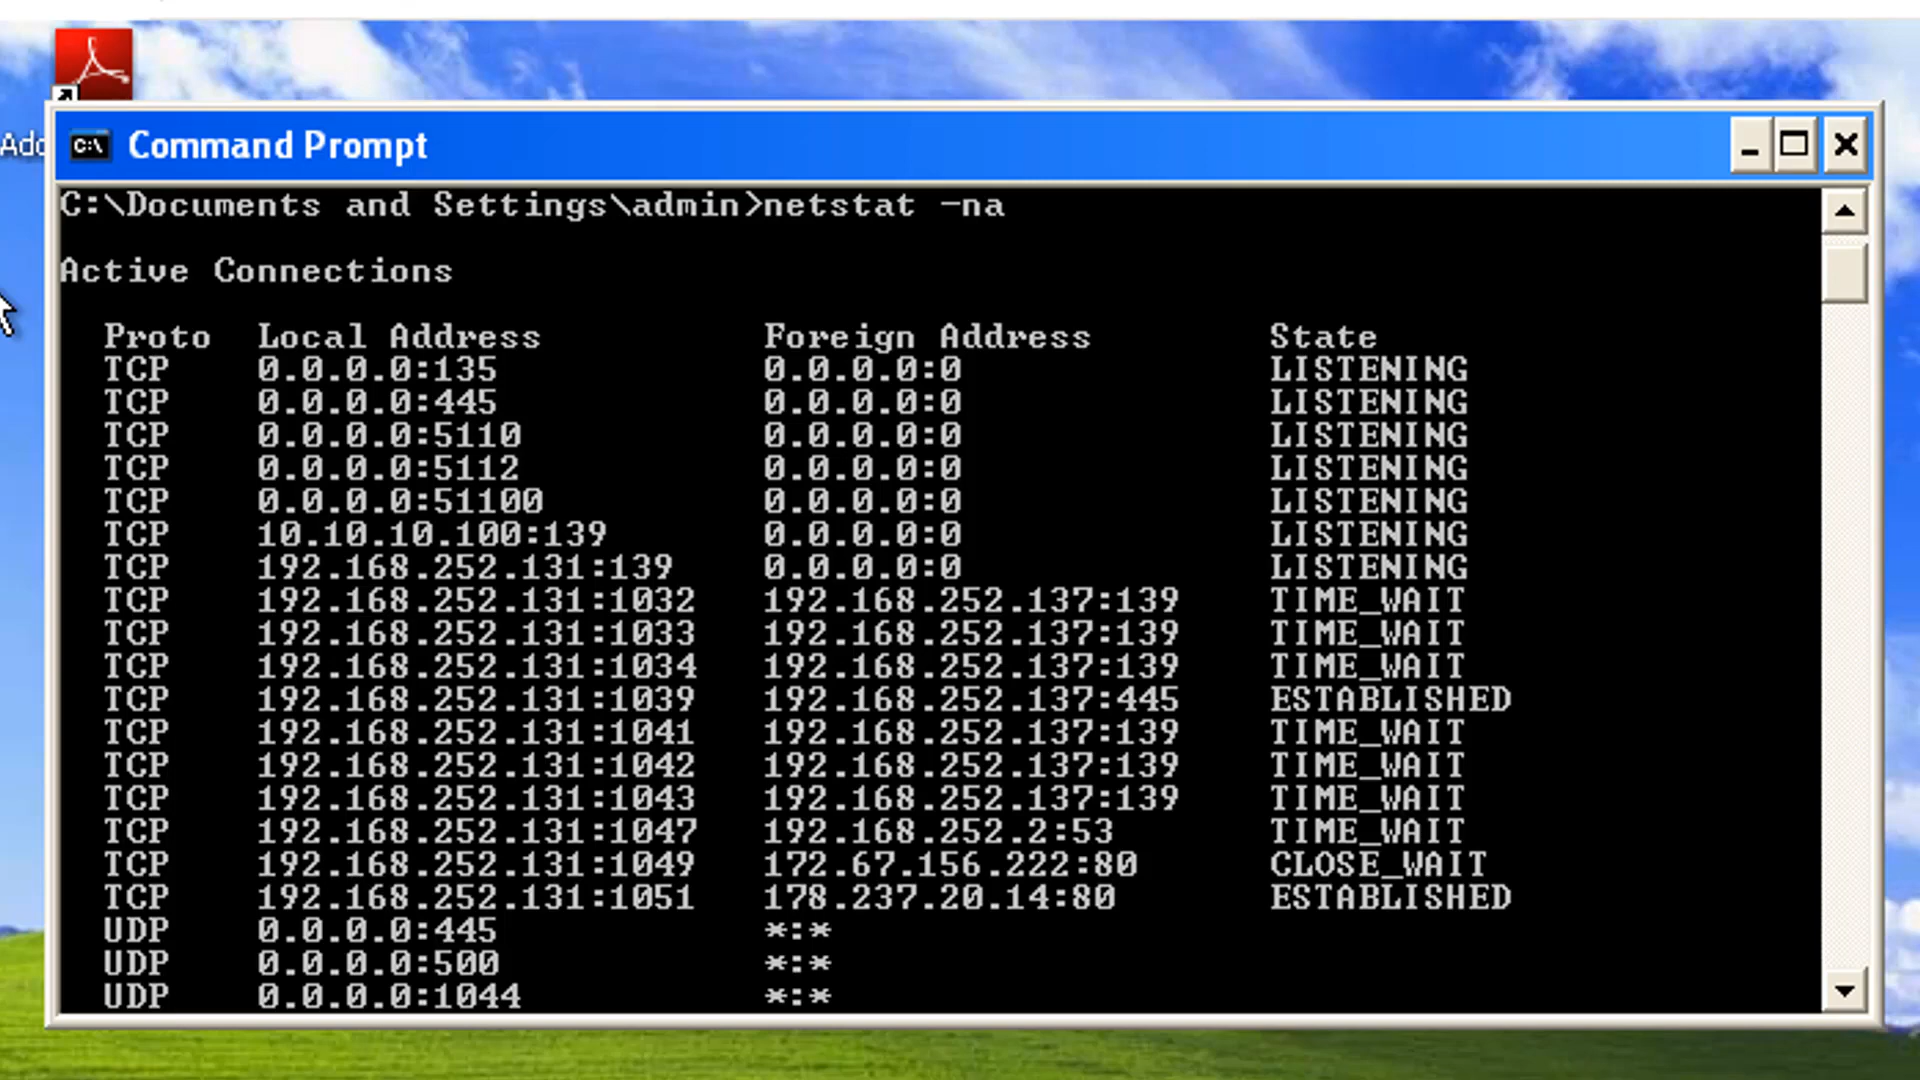 Command Prompt
C:\Documents and Settings\admin>netstat -na
Active Connections
Proto Local Address Foreign Address State
TCP 0.0.0.0:135 0.0.0.0:0 LISTENING
TCP 0.0.0.0:445 0.0.0.0:0 LISTENING
TCP 0.0.0.0:5110 0.0.0.0:0 LISTENING
TCP 0.0.0.0:5112 0.0.0.0:0 LISTENING
TCP 0.0.0.0:51100 0.0.0.0:0 LISTENING
TCP 10.10.10.100:139 0.0.0.0:0 LISTENING
TCP 192.168.252.131:139 0.0.0.0:0 LISTENING
TCP 192.168.252.131:1032 192.168.252.137:139 TIME_WAIT
TCP 192.168.252.131:1033 192.168.252.137:139 TIME_WAIT
TCP 192.168.252.131:1034 192.168.252.137:139 TIME_WAIT
TCP 192.168.252.131:1039 192.168.252.137:445 ESTABLISHED
TCP 192.168.252.131:1041 192.168.252.137:139 TIME_WAIT
TCP 192.168.252.131:1042 192.168.252.137:139 TIME_WAIT
TCP 192.168.252.131:1043 192.168.252.137:139 TIME_WAIT
TCP 192.168.252.131:1047 192.168.252.2:53 TIME_WAIT
TCP 192.168.252.131:1049 172.67.156.222:80 CLOSE_WAIT
TCP 192.168.252.131:1051 178.237.20.14:80 ESTABLISHED
UDP 0.0.0.0:445 *:*
UDP 0.0.0.0:500 *:*
UDP 0.0.0.0:1044 *:*